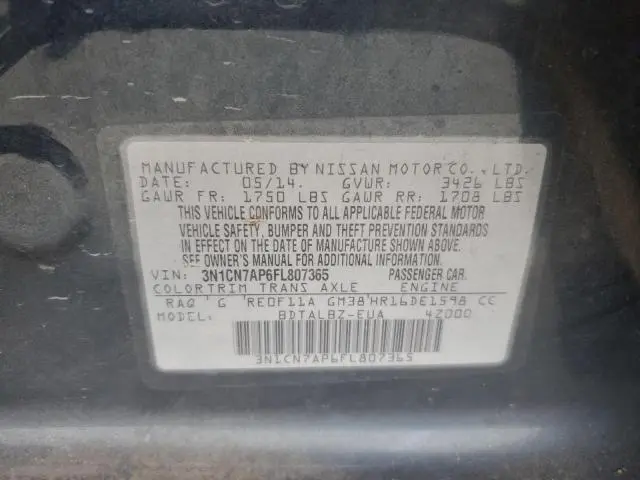 MANUFACTURED BY NISSAN MOTOR CO., LTD.
DATE: 05/14. GVWR: 3426 LBS
GAWR FR: 1750 LBS GAWR RR: 1708 LBS
THIS VEHICLE CONFORMS TO ALL APPLICABLE FEDERAL MOTOR
VEHICLE SAFETY, BUMPER AND THEFT PREVENTION STANDARDS
IN EFFECT ON THE DATE OF MANUFACTURE SHOWN ABOVE.
SEE OWNER'S MANUAL FOR ADDITIONAL INFORMATION.
VIN: 3N1CN7AP6FL807365 PASSENGER CAR.
COLOR TRIM TRANS AXLE ENGINE
RAQ G RE0F11A GM38 HR16DE1598 CC
BDTALBZ-EUA 4Z000
3N1CN7AP6FL807365